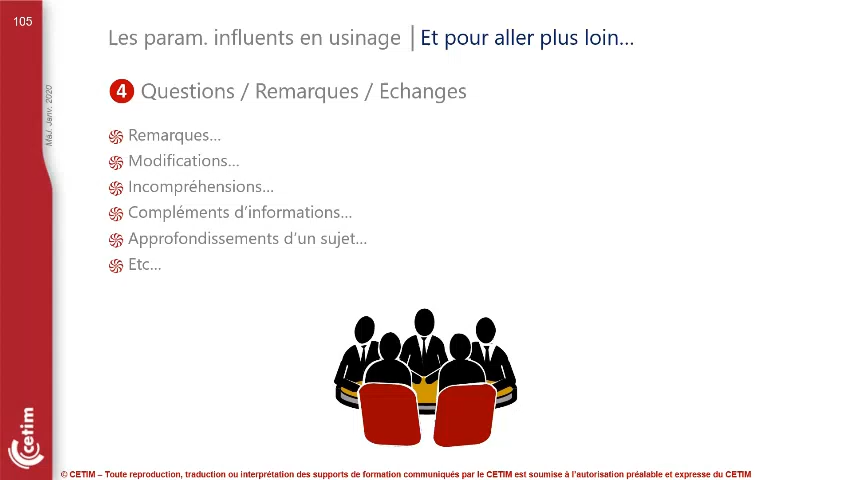 105
Les param. influents en usinage | Et pour aller plus loin…
4 Questions / Remarques / Echanges
Remarques…
Modifications…
Incompréhensions…
Compléments d’informations…
Approfondissements d’un sujet…
Etc…
MàJ. Janv. 2020
cetim
© CETIM – Toute reproduction, traduction ou interprétation des supports de formation communiqués par le CETIM est soumise à l’autorisation préalable et expresse du CETIM